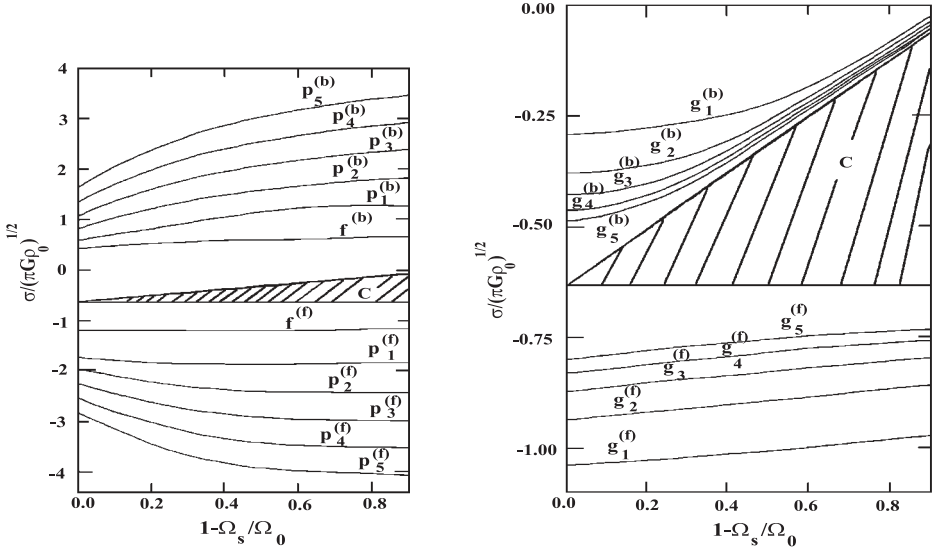 4
3
2
1
0
-1
-2
-3
-4
σ/(πGρ₀)^1/2
p₅^(b)
p₄^(b)
p₃^(b)
p₂^(b)
p₁^(b)
f^(b)
C
f^(f)
p₁^(f)
p₂^(f)
p₃^(f)
p₄^(f)
p₅^(f)
0.0 0.2 0.4 0.6 0.8
1-Ω_s/Ω₀
0.00
-0.25
-0.50
-0.75
-1.00
σ/(πGρ₀)^1/2
g₁^(b)
g₂^(b)
g₃^(b)
g₄^(b)
g₅^(b)
C
g₅^(f)
g₄^(f)
g₃^(f)
g₂^(f)
g₁^(f)
0.0 0.2 0.4 0.6 0.8
1-Ω_s/Ω₀